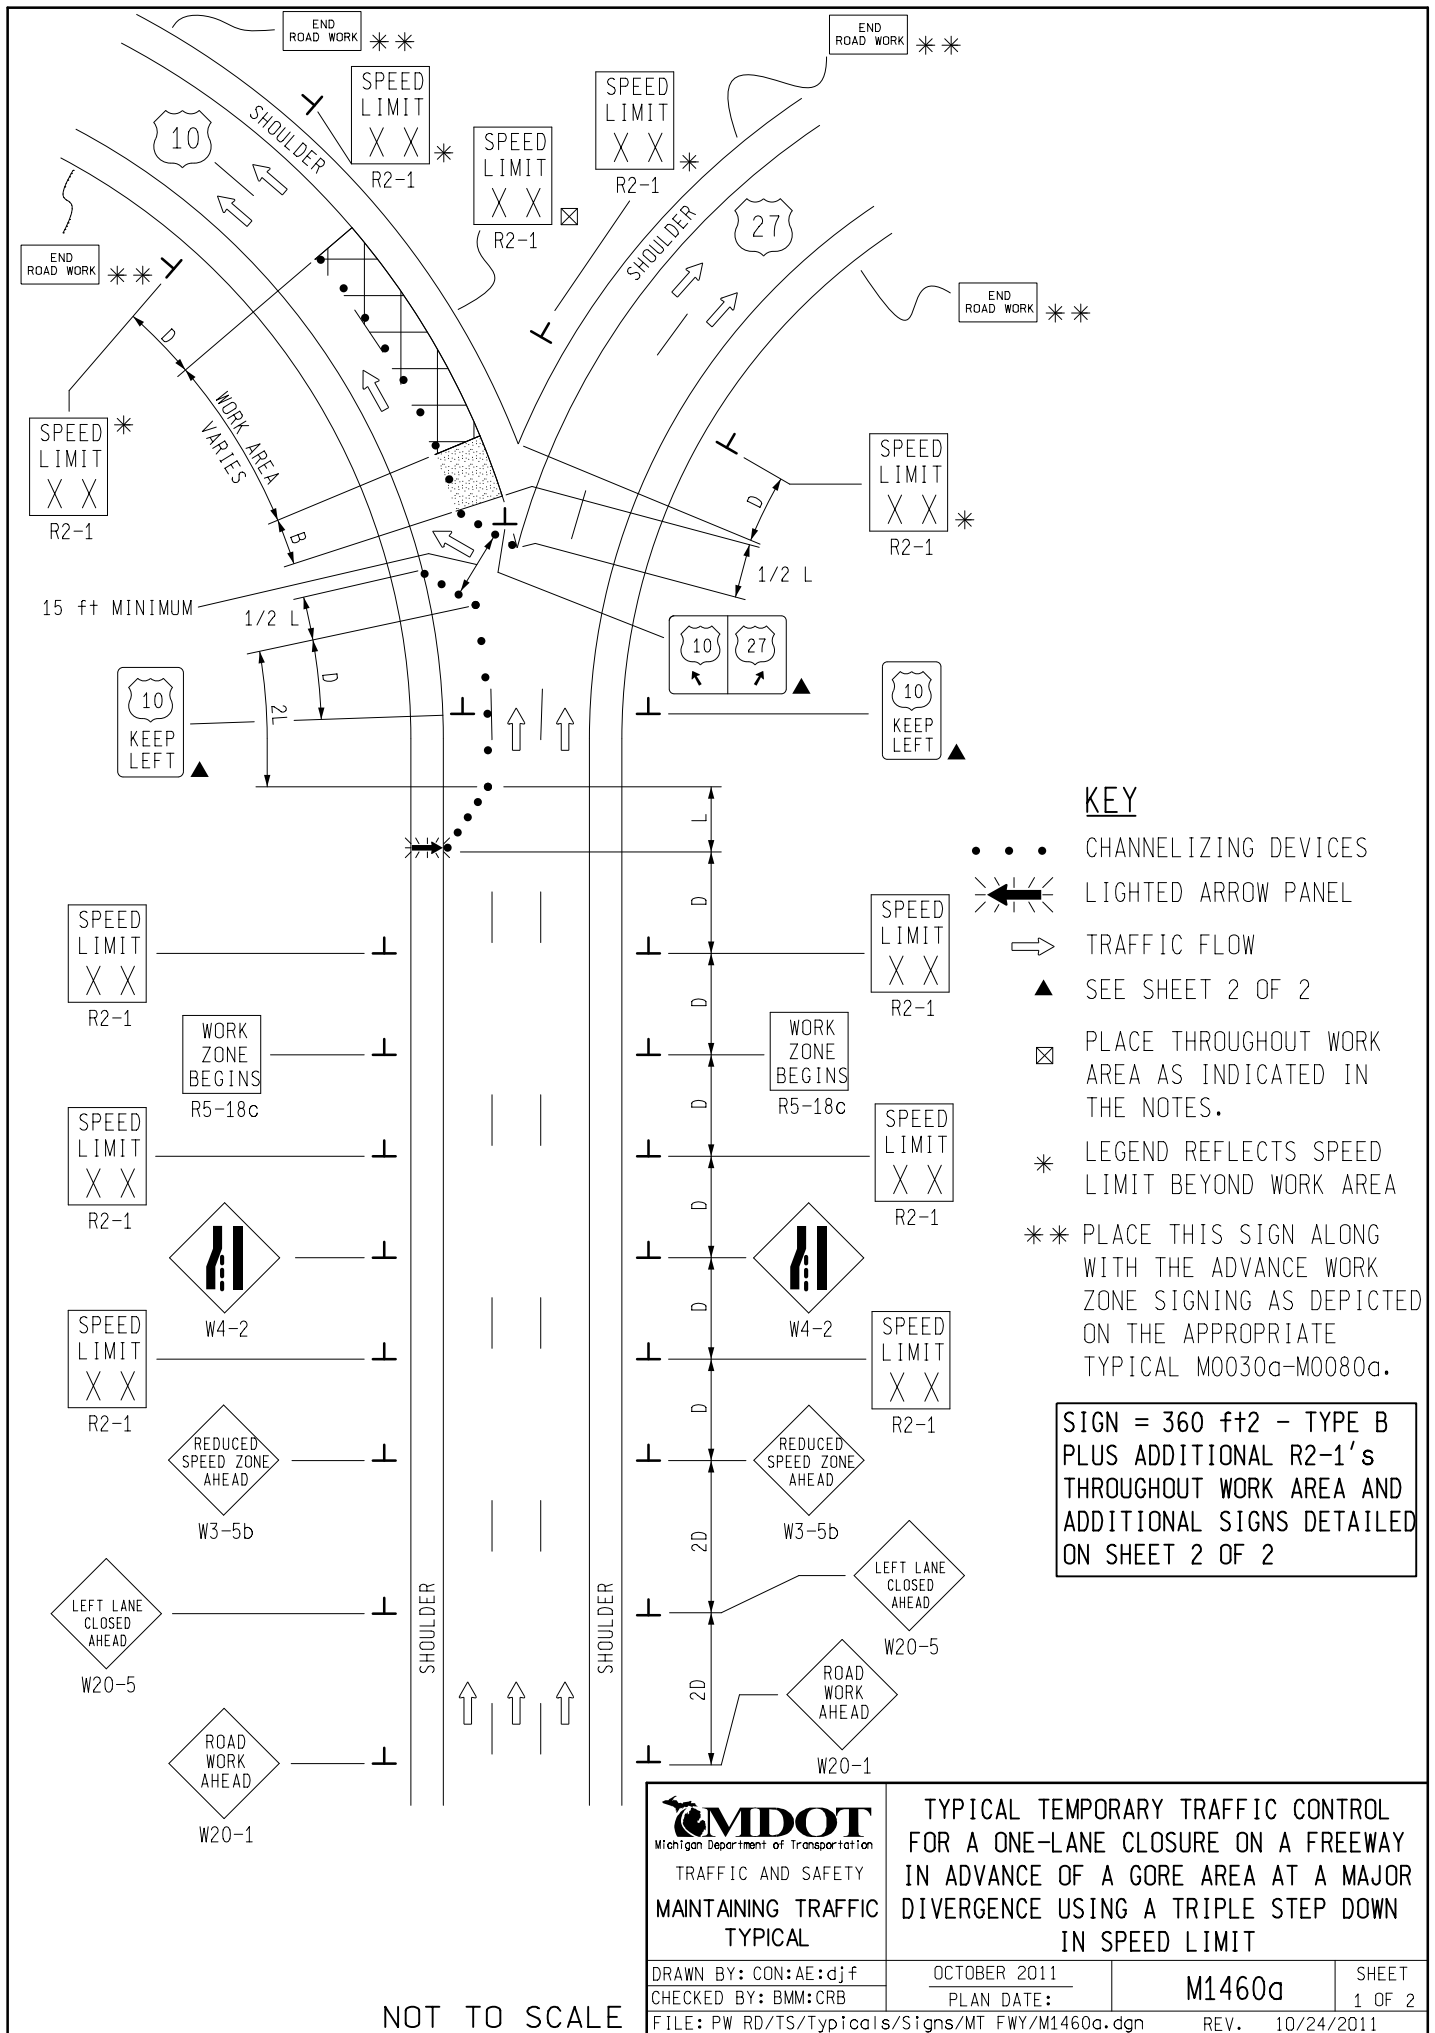 END
ROAD WORK
**
END
ROAD WORK
**
SPEED
LIMIT
X X
*
R2-1
SPEED
LIMIT
X X
*
R2-1
SPEED
LIMIT
X X
R2-1
10
SHOULDER
SHOULDER
27
END
ROAD WORK
**
END
ROAD WORK
**
D
WORK AREA
VARIES
B
SPEED
LIMIT
X X
*
R2-1
SPEED
LIMIT
X X
*
R2-1
D
1/2 L
15 ft MINIMUM
1/2 L
D
2L
10
27
10
KEEP
LEFT
10
KEEP
LEFT
L
D
SPEED
LIMIT
X X
R2-1
SPEED
LIMIT
X X
R2-1
D
WORK
ZONE
BEGINS
R5-18c
WORK
ZONE
BEGINS
R5-18c
D
SPEED
LIMIT
X X
R2-1
SPEED
LIMIT
X X
R2-1
D
W4-2
W4-2
D
SPEED
LIMIT
X X
R2-1
SPEED
LIMIT
X X
R2-1
D
REDUCED
SPEED ZONE
AHEAD
W3-5b
REDUCED
SPEED ZONE
AHEAD
W3-5b
2D
LEFT LANE
CLOSED
AHEAD
W20-5
LEFT LANE
CLOSED
AHEAD
W20-5
SHOULDER
SHOULDER
2D
ROAD
WORK
AHEAD
W20-1
ROAD
WORK
AHEAD
W20-1
KEY
CHANNELIZING DEVICES
LIGHTED ARROW PANEL
TRAFFIC FLOW
SEE SHEET 2 OF 2
PLACE THROUGHOUT WORK
AREA AS INDICATED IN
THE NOTES.
* LEGEND REFLECTS SPEED
LIMIT BEYOND WORK AREA
** PLACE THIS SIGN ALONG
WITH THE ADVANCE WORK
ZONE SIGNING AS DEPICTED
ON THE APPROPRIATE
TYPICAL M0030a-M0080a.
SIGN = 360 ft2 - TYPE B
PLUS ADDITIONAL R2-1's
THROUGHOUT WORK AREA AND
ADDITIONAL SIGNS DETAILED
ON SHEET 2 OF 2
MDOT
Michigan Department of Transportation
TRAFFIC AND SAFETY
MAINTAINING TRAFFIC
TYPICAL
TYPICAL TEMPORARY TRAFFIC CONTROL
FOR A ONE-LANE CLOSURE ON A FREEWAY
IN ADVANCE OF A GORE AREA AT A MAJOR
DIVERGENCE USING A TRIPLE STEP DOWN
IN SPEED LIMIT
DRAWN BY: CON:AE:djf
CHECKED BY: BMM:CRB
OCTOBER 2011
PLAN DATE:
M1460a
SHEET
1 OF 2
NOT TO SCALE
FILE: PW RD/TS/Typicals/Signs/MT FWY/M1460a.dgn
REV. 10/24/2011